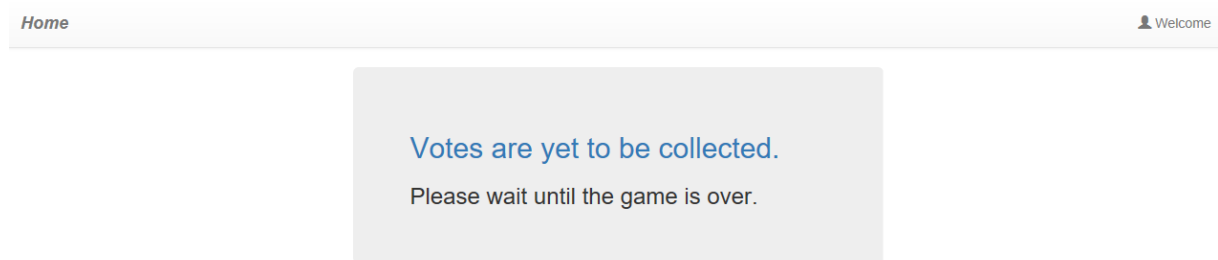 Home
Welcome
Votes are yet to be collected.
Please wait until the game is over.